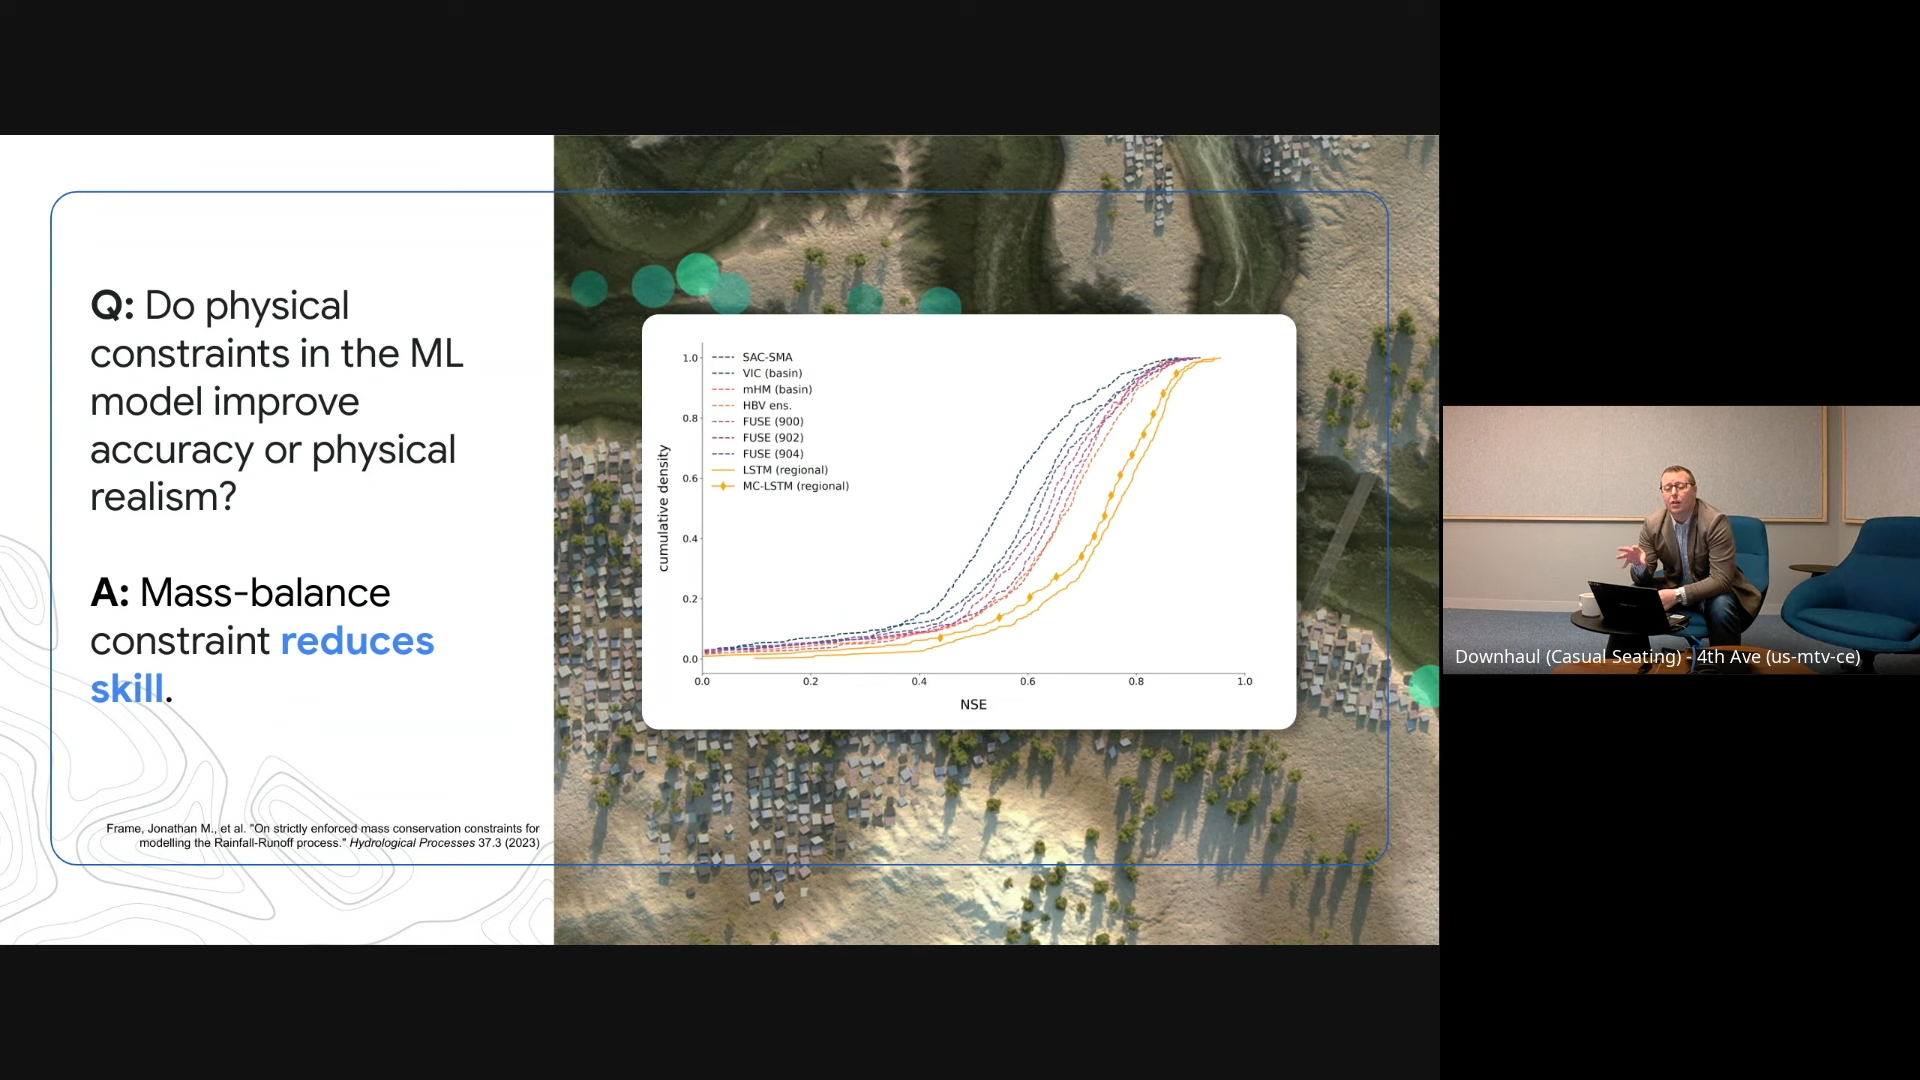 Q: Do physical
constraints in the ML
model improve
accuracy or physical
realism?
A: Mass-balance
constraint reduces
skill.
Frame, Jonathan M., et al. "On strictly enforced mass conservation constraints for
modelling the Rainfall-Runoff process." Hydrological Processes 37.3 (2023)
SAC-SMA
VIC (basin)
mHM (basin)
HBV ens.
FUSE (900)
FUSE (902)
FUSE (904)
LSTM (regional)
MC-LSTM (regional)
cumulative density
1.0
0.8
0.6
0.4
0.2
0.0
0.0 0.2 0.4 0.6 0.8 1.0
NSE
Downhaul (Casual Seating) - 4th Ave (us-mtv-ce)